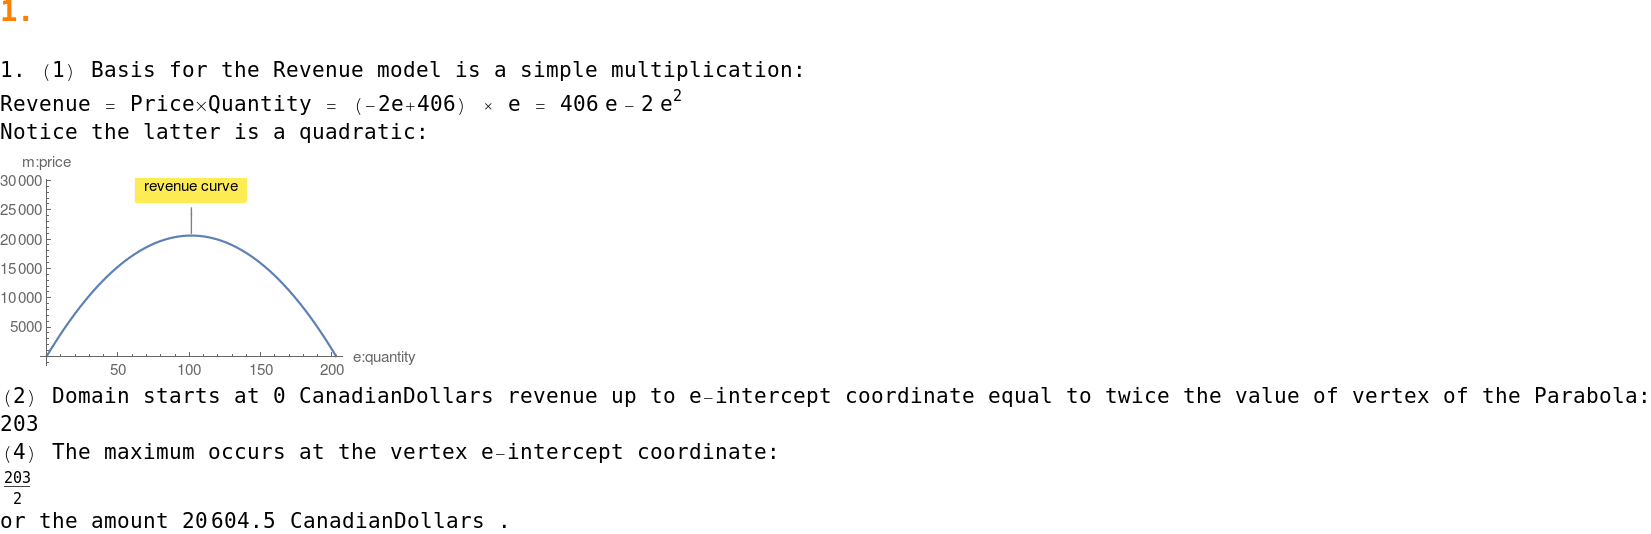 1.
1. (1) Basis for the Revenue model is a simple multiplication:
Revenue = Price×Quantity = (-2e+406) × e = 406 e - 2 e²
Notice the latter is a quadratic:
m:price
30 000
revenue curve
25 000
20 000
15 000
10 000
5000
e:quantity
50 100 150 200
(2) Domain starts at 0 CanadianDollars revenue up to e-intercept coordinate equal to twice the value of vertex of the Parabola:
203
(4) The maximum occurs at the vertex e-intercept coordinate:
203
2
or the amount 20 604.5 CanadianDollars .